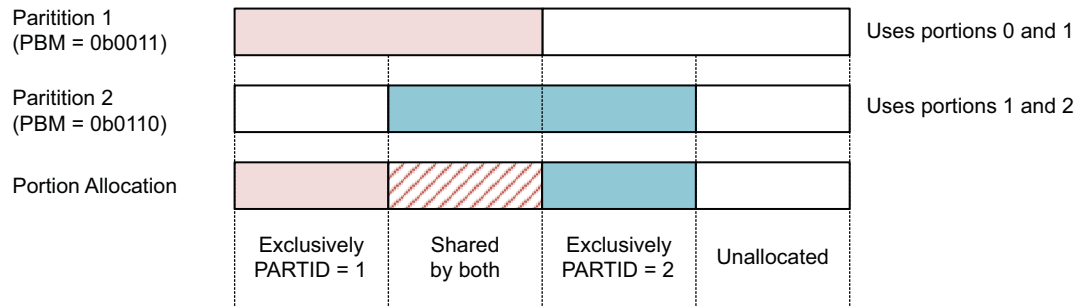 Paritition 1
(PBM = 0b0011)
Uses portions 0 and 1
Paritition 2
(PBM = 0b0110)
Uses portions 1 and 2
Portion Allocation
Exclusively
PARTID = 1
Shared
by both
Exclusively
PARTID = 2
Unallocated